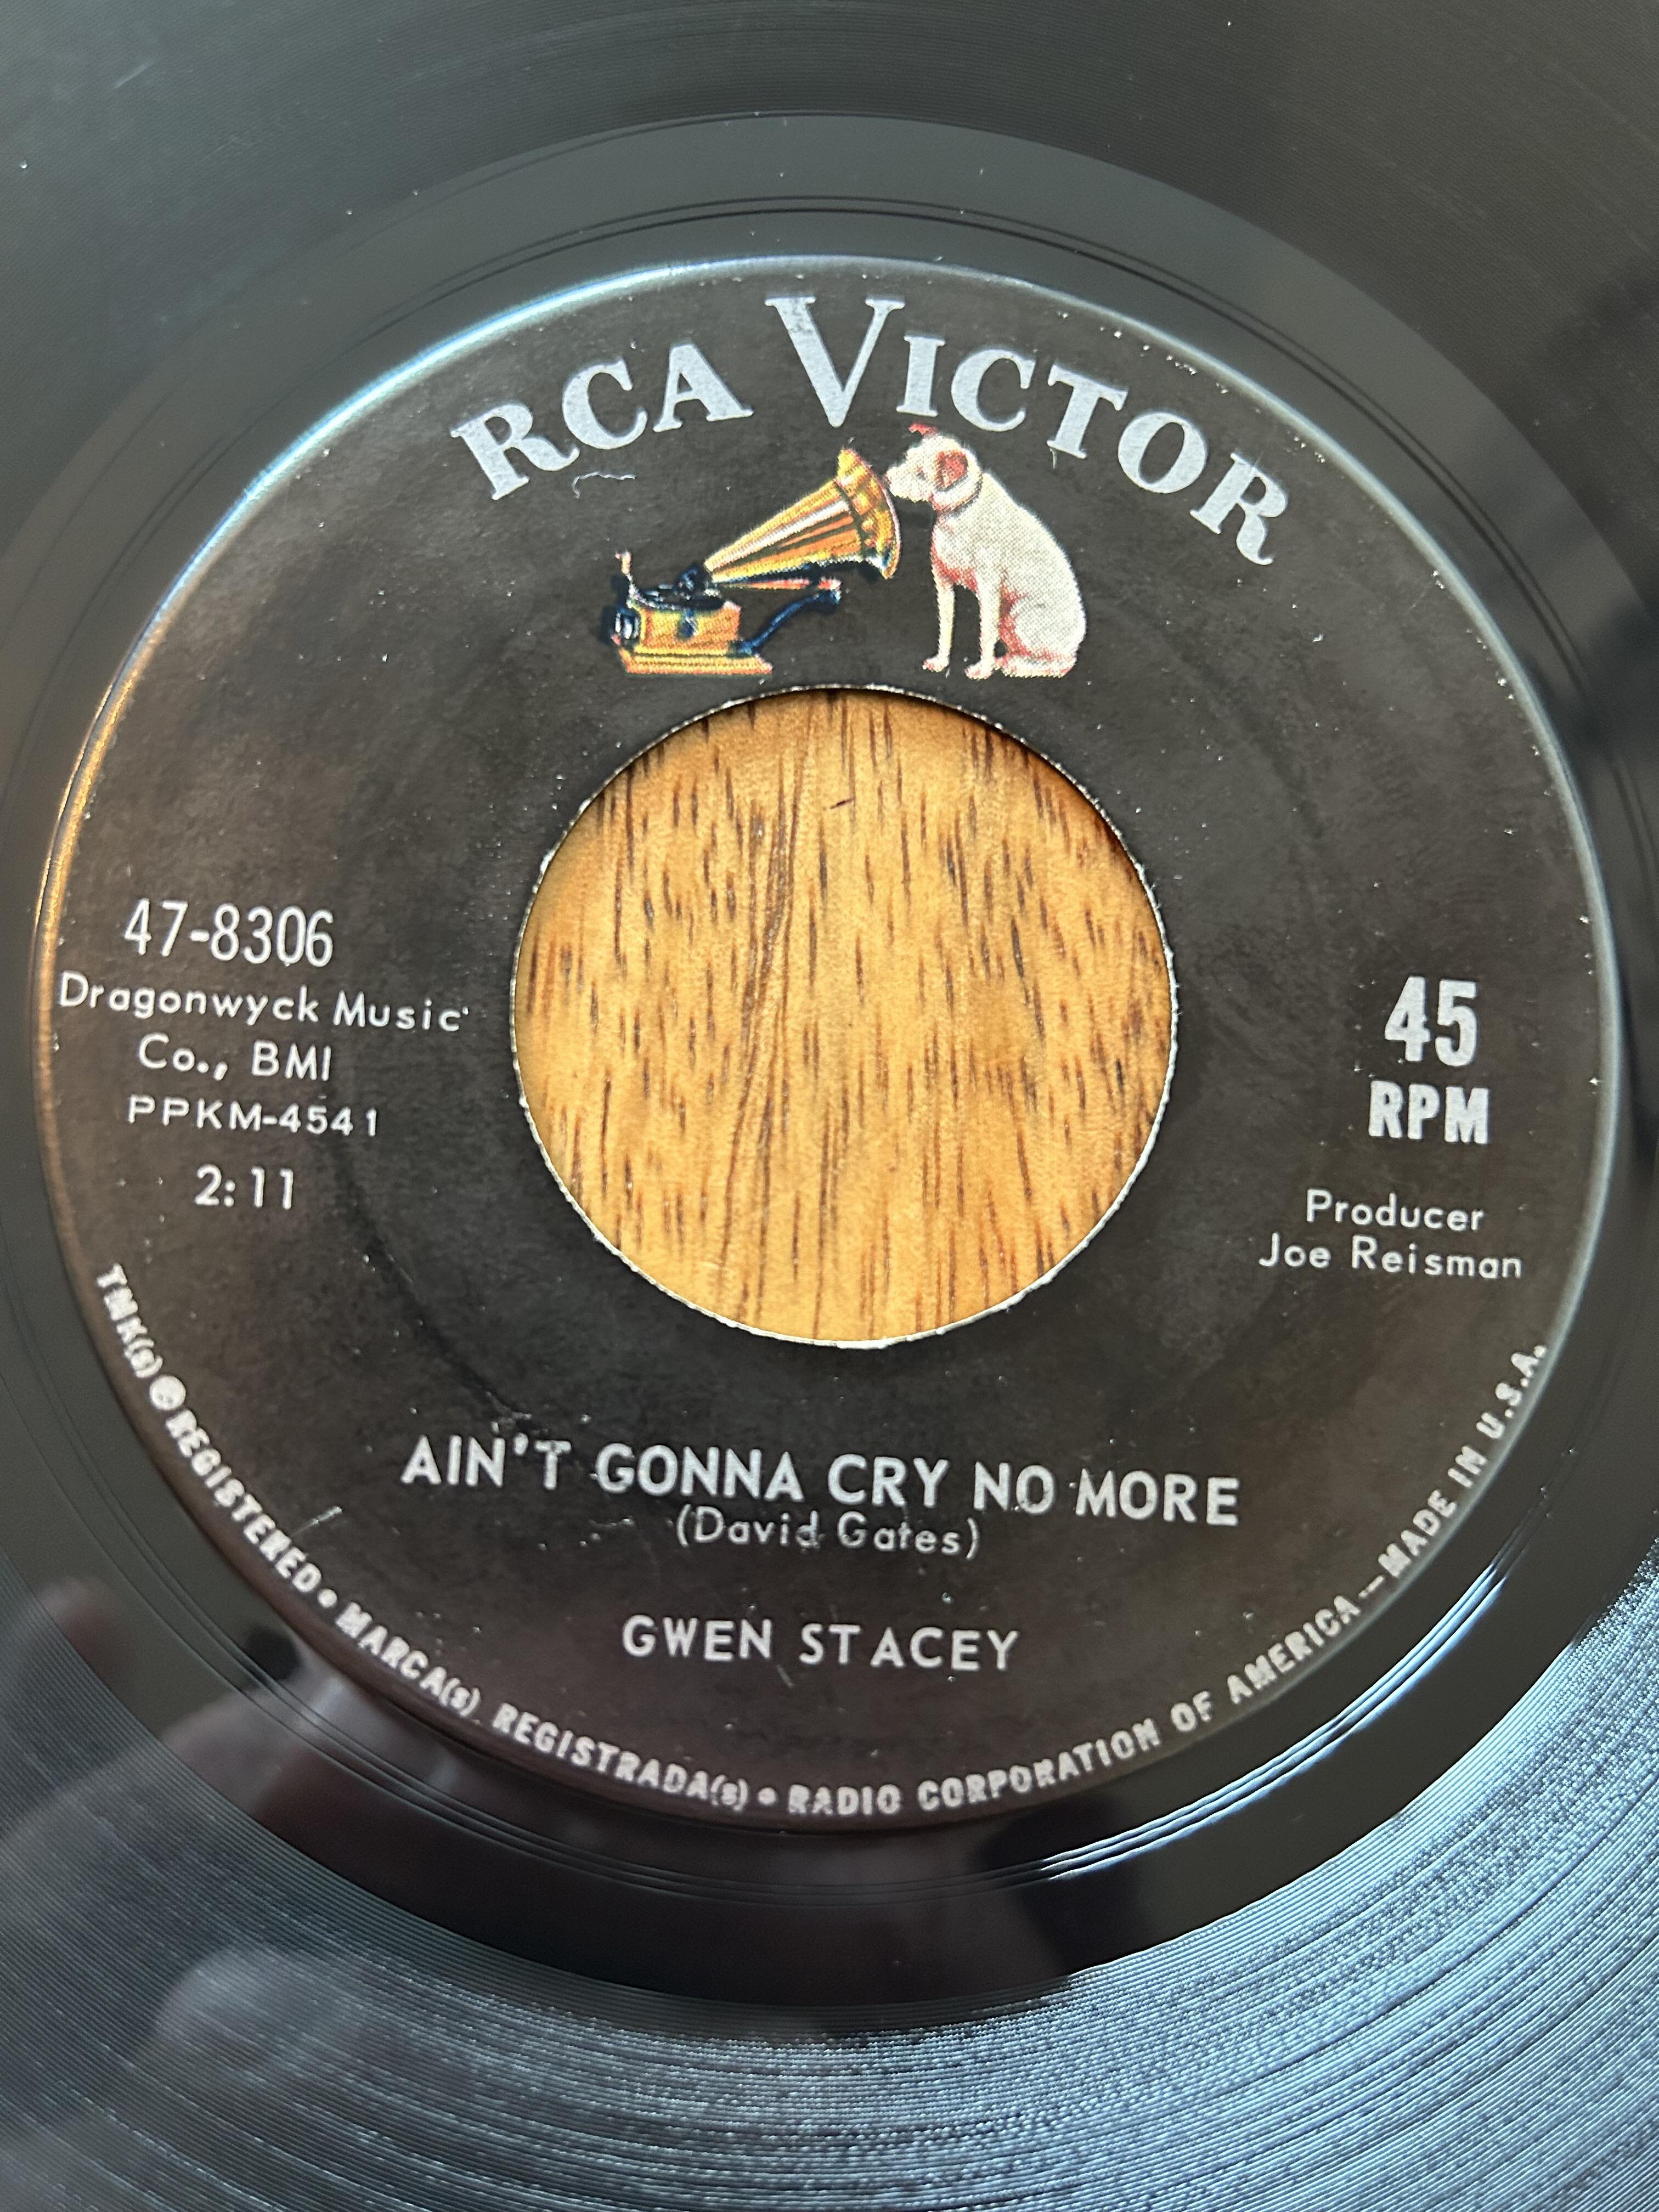 RCA VICTOR
47-8306
Dragonwyck Music
Co., BMI
PPKM-4541
2:11
45
RPM
Producer
Joe Reisman
AIN'T GONNA CRY NO MORE
(David Gates)
GWEN STACEY
TMK(s) ® REGISTERED • MARCA(s) REGISTRADA(s) • RADIO CORPORATION OF AMERICA—MADE IN U.S.A.